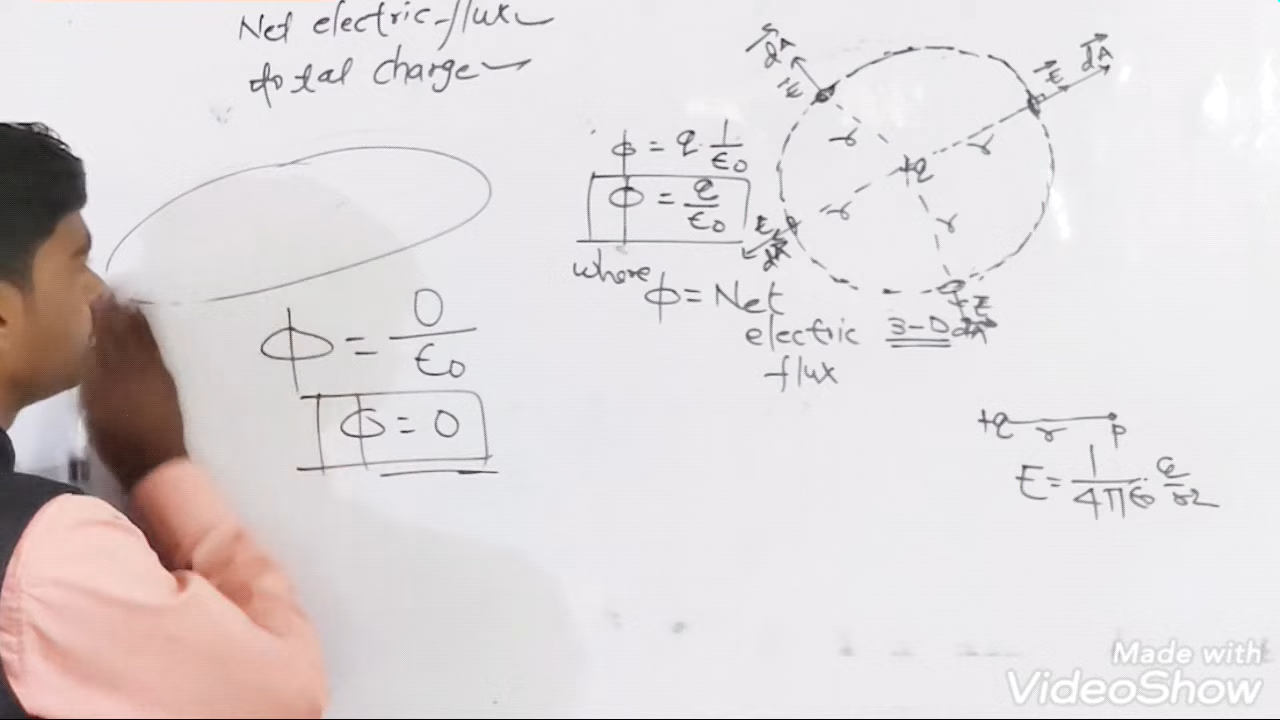 Net electric flux
total charge
ϕ = q · 1/ε0
ϕ = q/ε0
where
ϕ = Net
electric
flux
ϕ = 0/ε0
ϕ = 0
dA
E
E
dA
r
r
+q
r
r
E
dA
E
3-D dA
+q r P
E = 1/4πε0 · q/r2
Made with
VideoShow